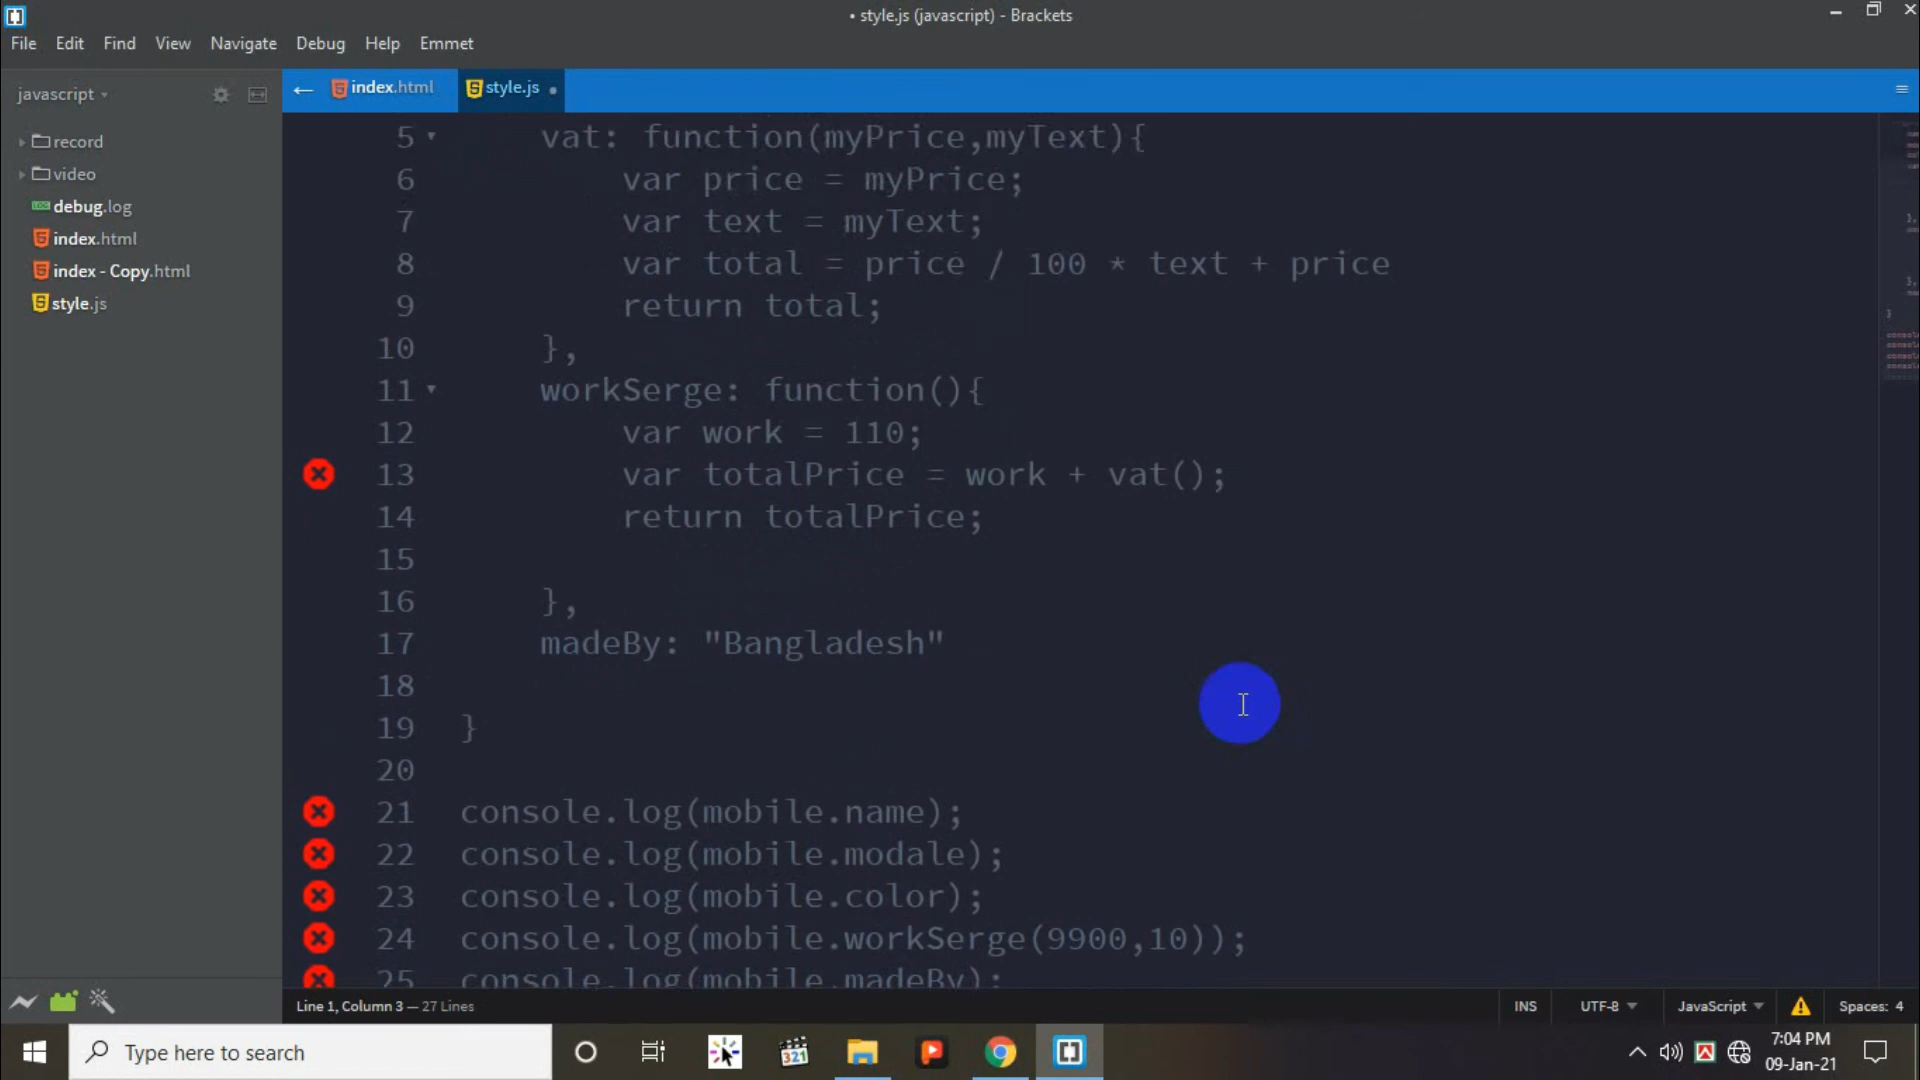 • style.js (javascript) - Brackets
File Edit Find View Navigate Debug Help Emmet
javascript
index.html
style.js
record
video
debug.log
index.html
index - Copy.html
style.js
5 vat: function(myPrice,myText){
6 var price = myPrice;
7 var text = myText;
8 var total = price / 100 * text + price
9 return total;
10 },
11 workSerge: function(){
12 var work = 110;
13 var totalPrice = work + vat();
14 return totalPrice;
15
16 },
17 madeBy: "Bangladesh"
18
19 }
20
21 console.log(mobile.name);
22 console.log(mobile.modale);
23 console.log(mobile.color);
24 console.log(mobile.workSerge(9900,10));
25 console.log(mobile.madeBy);
Line 1, Column 3 — 27 Lines
INS UTF-8 JavaScript Spaces: 4
Type here to search
321
7:04 PM
09-Jan-21